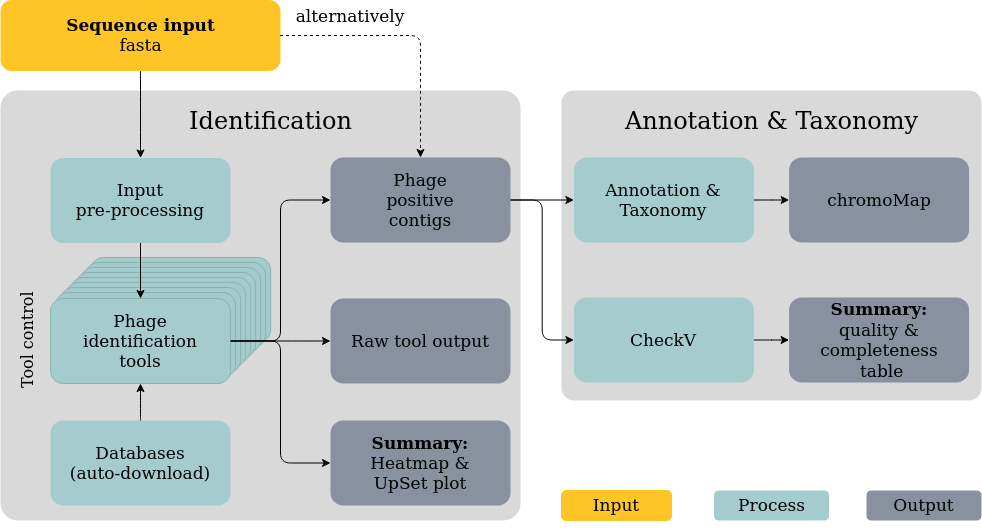 Sequence input
fasta
alternatively
Identification
Input
pre-processing
Tool control
Phage
identification
tools
Databases
(auto-download)
Phage
positive
contigs
Raw tool output
Summary:
Heatmap &
UpSet plot
Annotation & Taxonomy
Annotation &
Taxonomy
chromoMap
CheckV
Summary:
quality &
completeness
table
Input
Process
Output